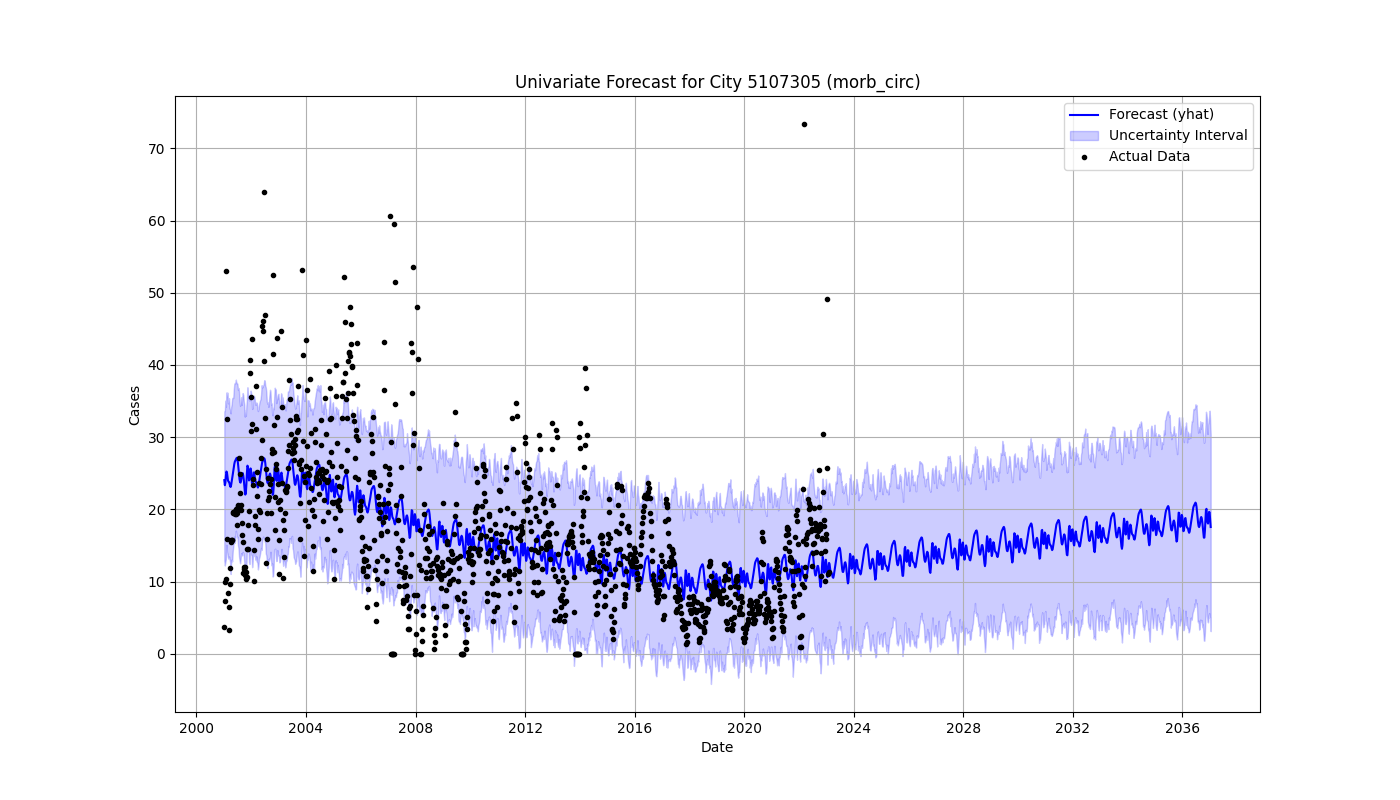 Univariate Forecast for City 5107305 (morb_circ)
Forecast (yhat)
Uncertainty Interval
Actual Data
Cases
70
60
50
40
30
20
10
0
2000 2004 2008 2012 2016 2020 2024 2028 2032 2036
Date